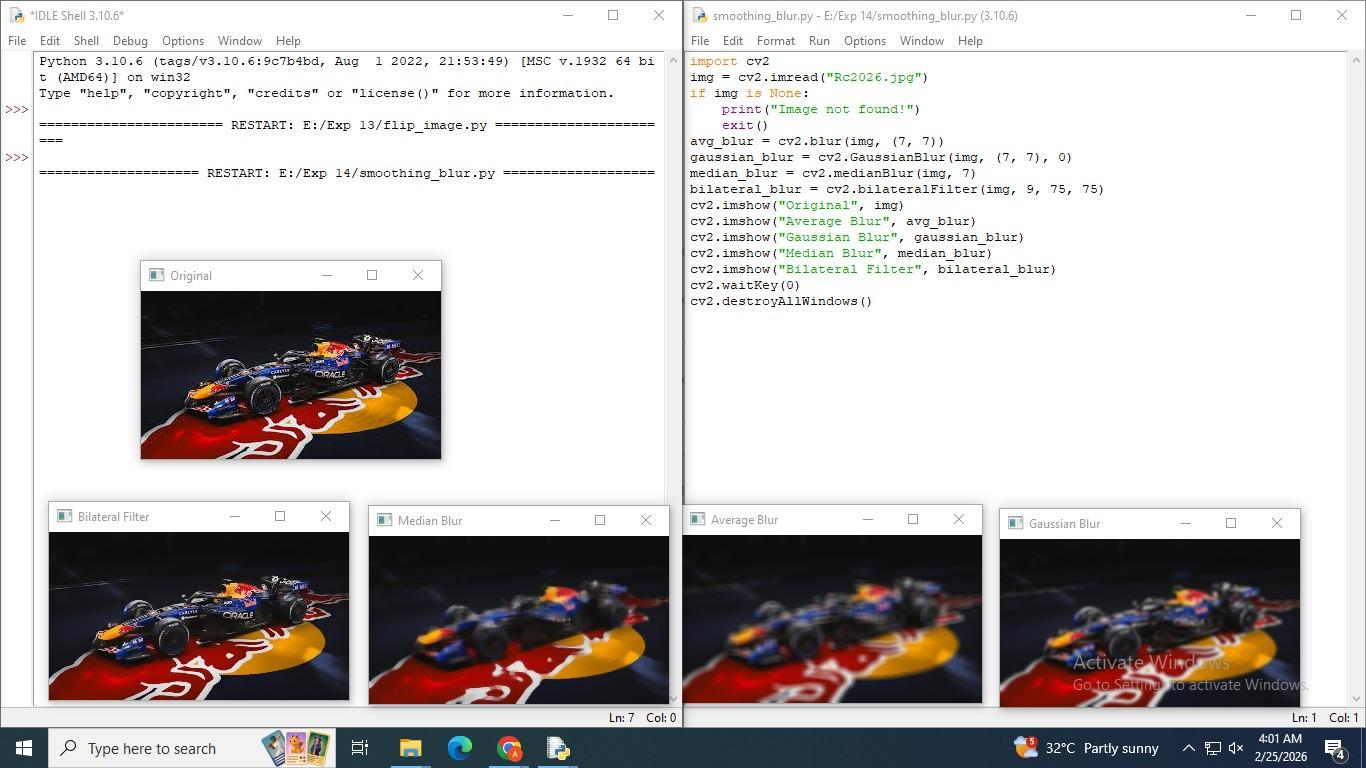 *IDLE Shell 3.10.6*
File Edit Shell Debug Options Window Help
Python 3.10.6 (tags/v3.10.6:9c7b4bd, Aug  1 2022, 21:53:49) [MSC v.1932 64 bi
t (AMD64)] on win32
Type "help", "copyright", "credits" or "license()" for more information.
>>>
======================= RESTART: E:/Exp 13/flip_image.py ====================
===
>>>
==================== RESTART: E:/Exp 14/smoothing_blur.py ===================
Original
ORACLE
Bilateral Filter
ORACLE
Median Blur
Ln: 7 Col: 0
smoothing_blur.py - E:/Exp 14/smoothing_blur.py (3.10.6)
File Edit Format Run Options Window Help
import cv2
img = cv2.imread("Rc2026.jpg")
if img is None:
    print("Image not found!")
    exit()
avg_blur = cv2.blur(img, (7, 7))
gaussian_blur = cv2.GaussianBlur(img, (7, 7), 0)
median_blur = cv2.medianBlur(img, 7)
bilateral_blur = cv2.bilateralFilter(img, 9, 75, 75)
cv2.imshow("Original", img)
cv2.imshow("Average Blur", avg_blur)
cv2.imshow("Gaussian Blur", gaussian_blur)
cv2.imshow("Median Blur", median_blur)
cv2.imshow("Bilateral Filter", bilateral_blur)
cv2.waitKey(0)
cv2.destroyAllWindows()
Average Blur
Gaussian Blur
Activate Windows
Go to Settings to activate Windows.
Ln: 1 Col: 1
Type here to search
5
32°C Partly sunny
4:01 AM
2/25/2026
4